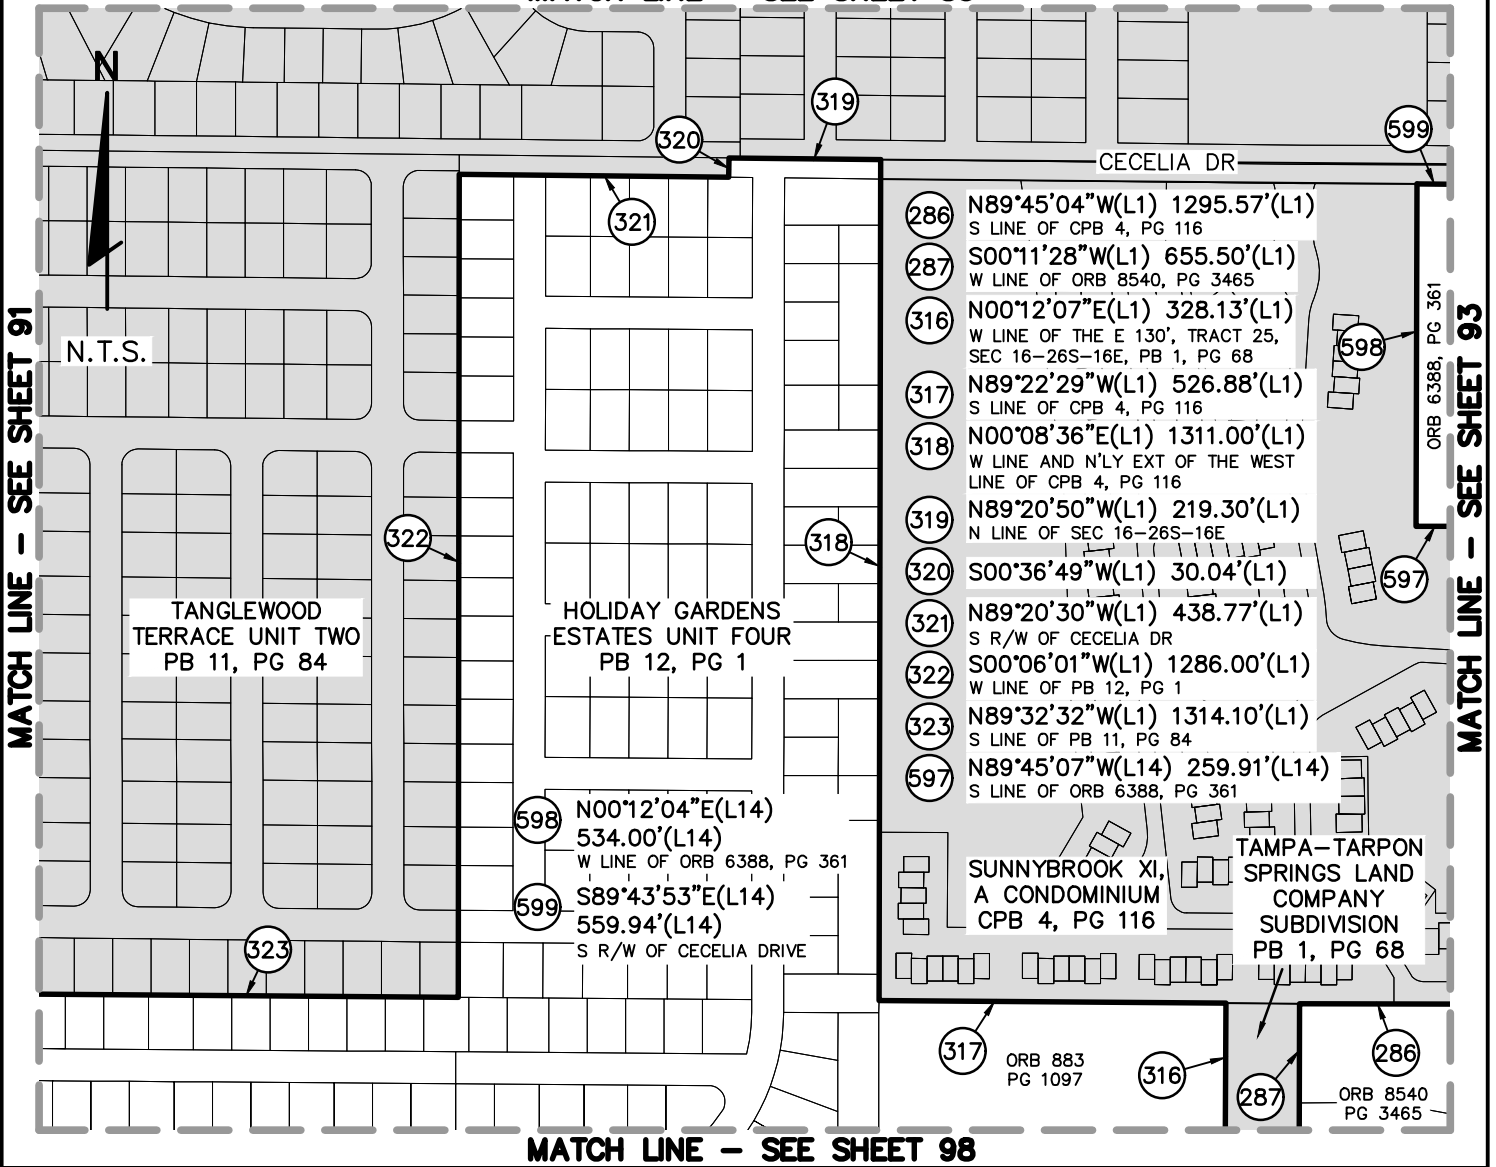 N
N.T.S.
MATCH LINE – SEE SHEET 91
MATCH LINE – SEE SHEET 93
319
320
599
CECELIA DR
321
286 N89°45'04"W(L1) 1295.57'(L1)
S LINE OF CPB 4, PG 116
287 S00°11'28"W(L1) 655.50'(L1)
W LINE OF ORB 8540, PG 3465
316 N00°12'07"E(L1) 328.13'(L1)
W LINE OF THE E 130', TRACT 25,
SEC 16–26S–16E, PB 1, PG 68
317 N89°22'29"W(L1) 526.88'(L1)
S LINE OF CPB 4, PG 116
318 N00°08'36"E(L1) 1311.00'(L1)
W LINE AND N'LY EXT OF THE WEST
LINE OF CPB 4, PG 116
319 N89°20'50"W(L1) 219.30'(L1)
N LINE OF SEC 16–26S–16E
320 S00°36'49"W(L1) 30.04'(L1)
321 N89°20'30"W(L1) 438.77'(L1)
S R/W OF CECELIA DR
322 S00°06'01"W(L1) 1286.00'(L1)
W LINE OF PB 12, PG 1
323 N89°32'32"W(L1) 1314.10'(L1)
S LINE OF PB 11, PG 84
597 N89°45'07"W(L14) 259.91'(L14)
S LINE OF ORB 6388, PG 361
598
ORB 6388, PG 361
597
322
318
TANGLEWOOD
TERRACE UNIT TWO
PB 11, PG 84
HOLIDAY GARDENS
ESTATES UNIT FOUR
PB 12, PG 1
598 N00°12'04"E(L14)
534.00'(L14)
W LINE OF ORB 6388, PG 361
599 S89°43'53"E(L14)
559.94'(L14)
S R/W OF CECELIA DRIVE
SUNNYBROOK XI,
A CONDOMINIUM
CPB 4, PG 116
TAMPA–TARPON
SPRINGS LAND
COMPANY
SUBDIVISION
PB 1, PG 68
323
317
ORB 883
PG 1097
316
287
286
ORB 8540
PG 3465
MATCH LINE – SEE SHEET 98